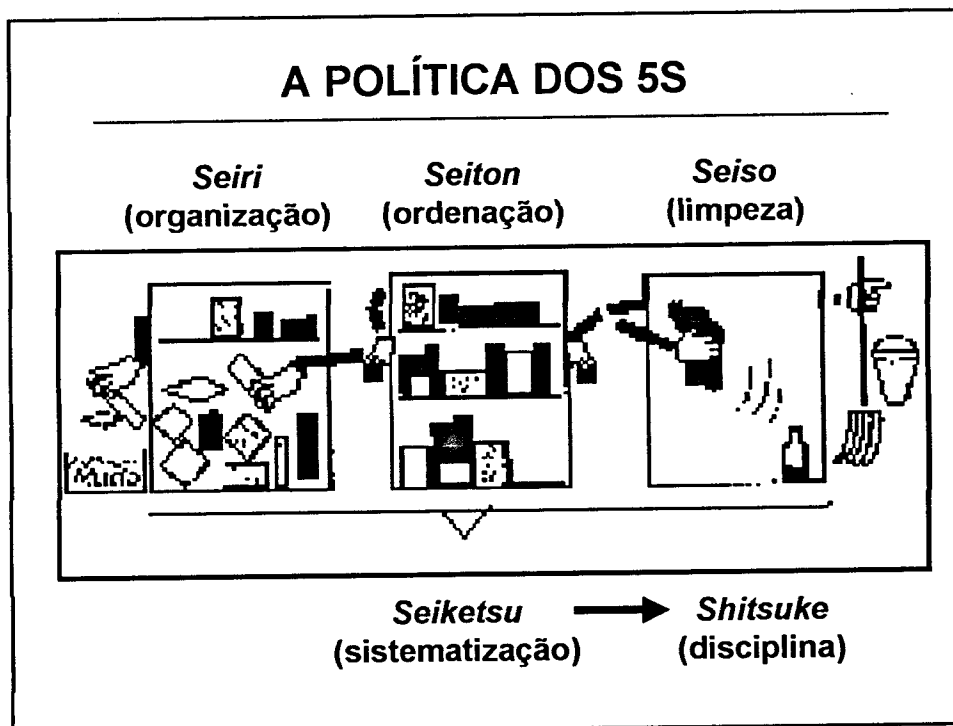 A POLÍTICA DOS 5S
Seiri
(organização)
Seiton
(ordenação)
Seiso
(limpeza)
Seiketsu
(sistematização)
Shitsuke
(disciplina)